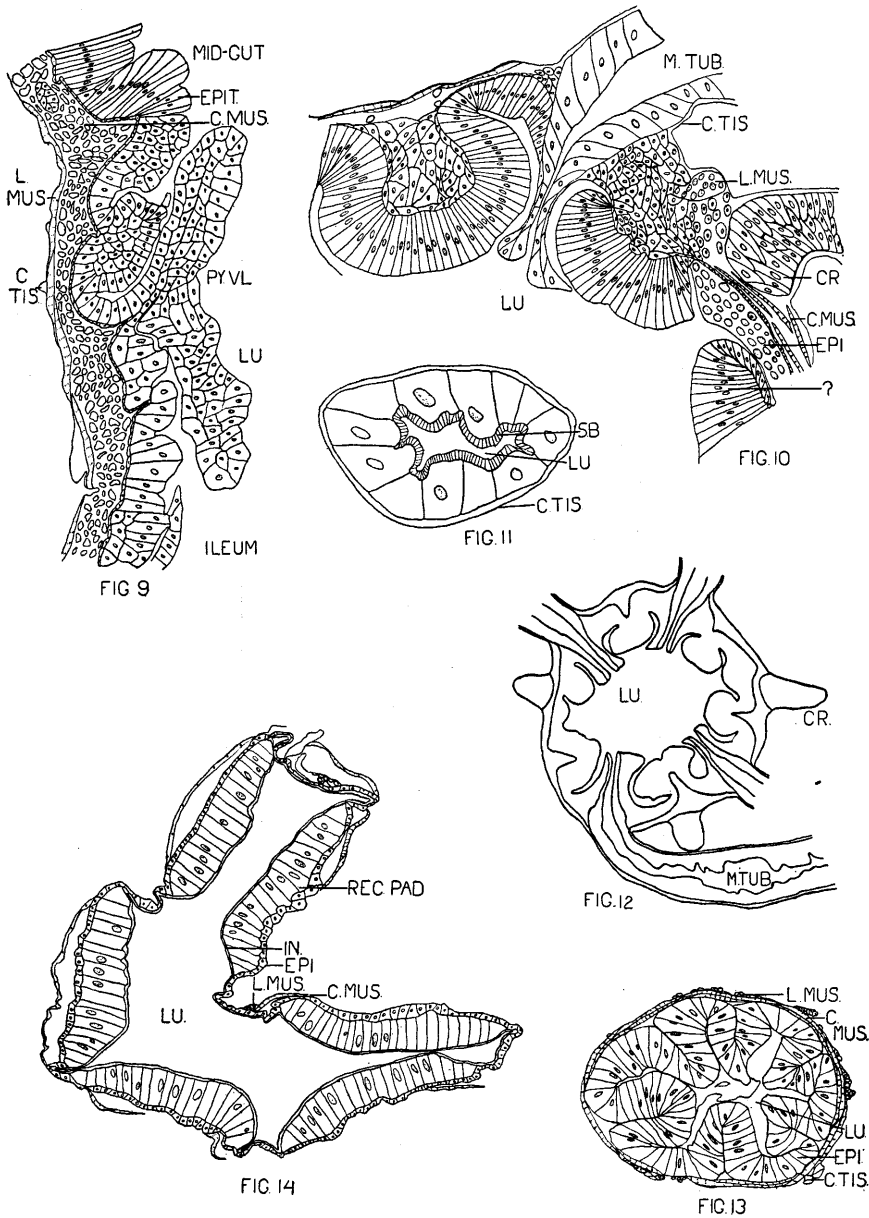 MID-GUT
EPIT.
C.MUS.
L
MUS.
C
TIS.
PY.VL
LU
ILEUM
FIG 9
M.TUB.
C.TIS
L.MUS.
CR
C.MUS.
EPI
?
LU
FIG.10
SB
LU
C.TIS
FIG.11
LU.
CR.
M.TUB
FIG.12
REC. PAD
IN.
EPI
L.MUS.
C.MUS.
LU.
FIG. 14
L.MUS.
C.
MUS.
LU.
EPI.
C.TIS.
FIG.13